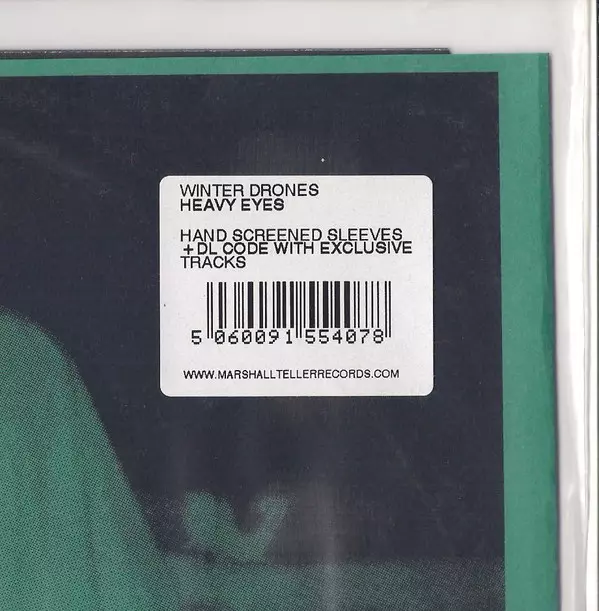 WINTER DRONES
HEAVY EYES
HAND SCREENED SLEEVES
+ DL CODE WITH EXCLUSIVE
TRACKS
5 060091 554078
WWW.MARSHALLTELLERRECORDS.COM